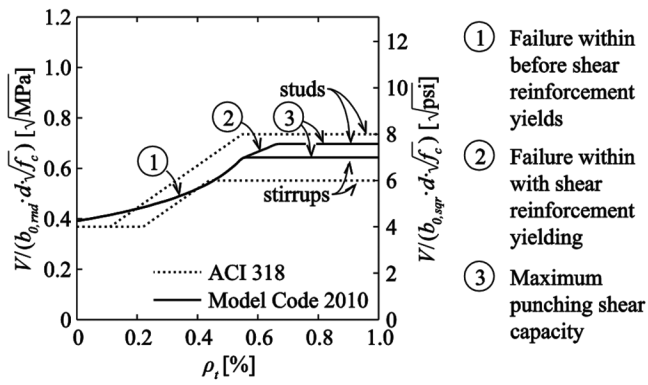 1.2
1.0
0.8
0.6
0.4
0.2
0
V/(b0,rnd·d√fc) [√MPa]
12
10
8
6
4
2
0
V/(b0,sqr·d√fc) [√psi]
0
0.2
0.4
0.6
0.8
1.0
ρt [%]
studs
1
2
3
stirrups
ACI 318
Model Code 2010
1 Failure within
before shear
reinforcement
yields
2 Failure within
with shear
reinforcement
yielding
3 Maximum
punching shear
capacity